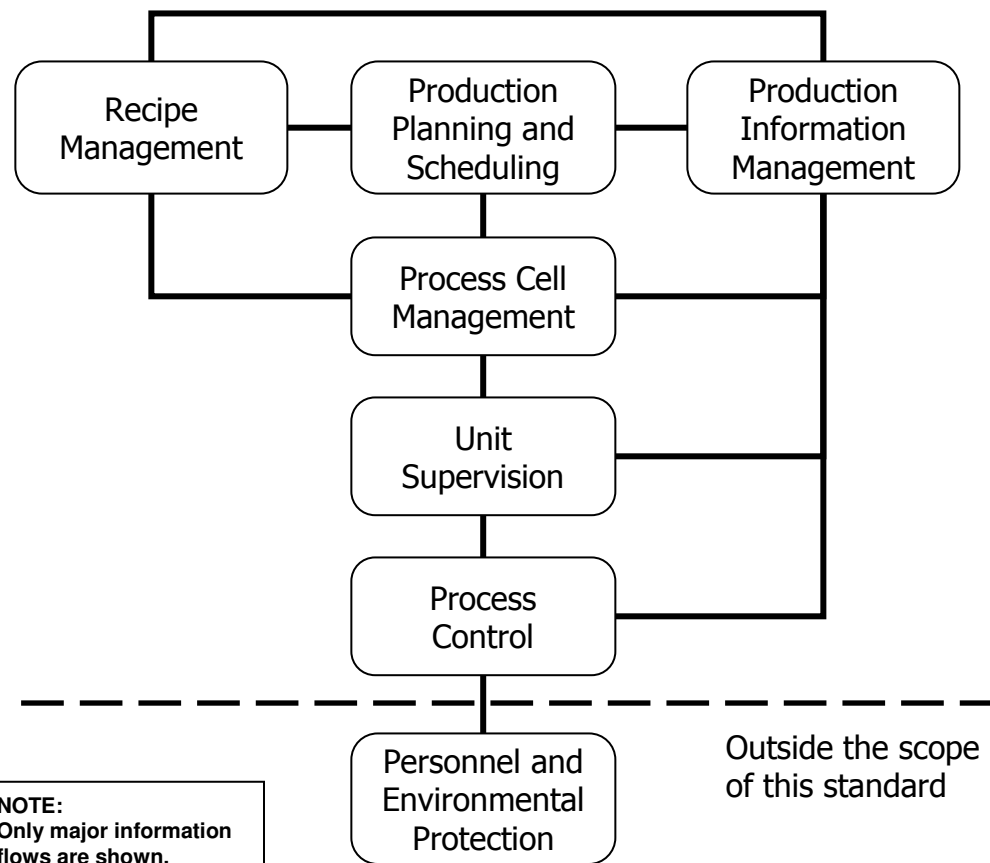 Recipe
Management
Production
Planning and
Scheduling
Production
Information
Management
Process Cell
Management
Unit
Supervision
Process
Control
Personnel and
Environmental
Protection
Outside the scope
of this standard
NOTE:
Only major information
flows are shown.